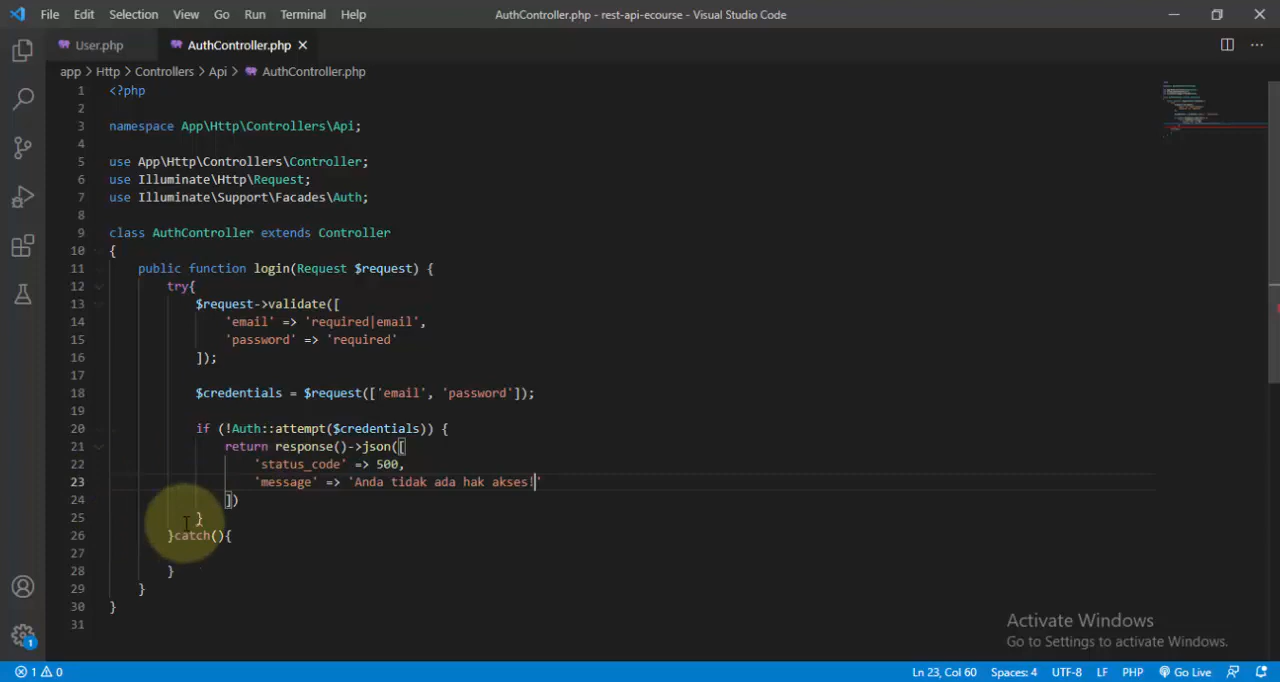 File Edit Selection View Go Run Terminal Help AuthController.php - rest-api-ecourse - Visual Studio Code
User.php AuthController.php
app > Http > Controllers > Api > AuthController.php
1 <?php
2
3 namespace App\Http\Controllers\Api;
4
5 use App\Http\Controllers\Controller;
6 use Illuminate\Http\Request;
7 use Illuminate\Support\Facades\Auth;
8
9 class AuthController extends Controller
10 {
11 public function login(Request $request) {
12 try{
13 $request->validate([
14 'email' => 'required|email',
15 'password' => 'required'
16 ]);
17
18 $credentials = $request(['email', 'password']);
19
20 if (!Auth::attempt($credentials)) {
21 return response()->json([
22 'status_code' => 500,
23 'message' => 'Anda tidak ada hak akses!'
24 ])
25 }
26 }catch(){
27
28 }
29 }
30 }
31
Activate Windows
Go to Settings to activate Windows.
1
1 0 Ln 23, Col 60 Spaces: 4 UTF-8 LF PHP Go Live